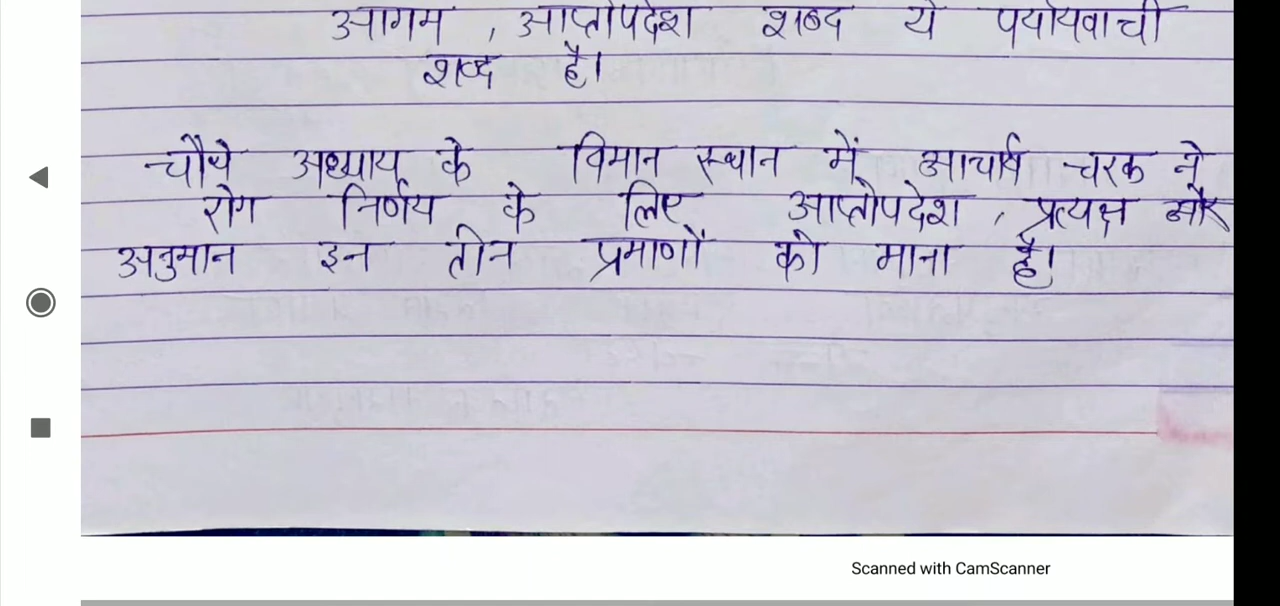 आगम , आप्तोपदेश शब्द ये पर्यायवाची
शब्द है।
चौथे अध्याय के विमान स्थान में आचार्य चरक ने
रोग निर्णय के लिए आप्तोपदेश , प्रत्यक्ष और
अनुमान इन तीन प्रमाणों को माना है।
Scanned with CamScanner